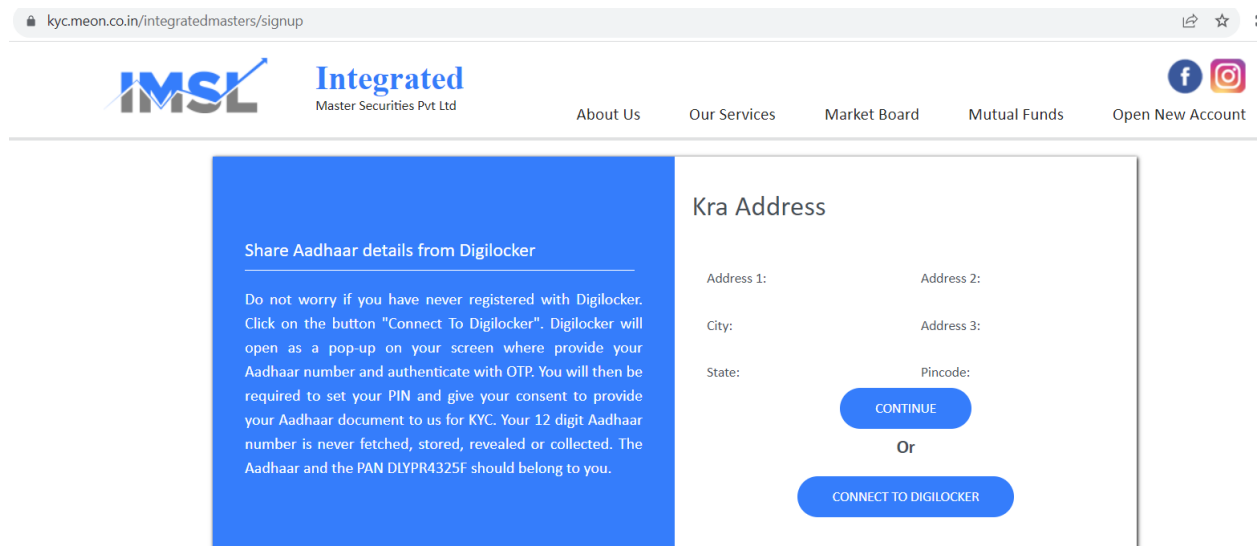 kyc.meon.co.in/integratedmasters/signup
IMSL
Integrated
Master Securities Pvt Ltd
About Us
Our Services
Market Board
Mutual Funds
Open New Account
Share Aadhaar details from Digilocker
Do not worry if you have never registered with Digilocker.
Click on the button "Connect To Digilocker". Digilocker will
open as a pop-up on your screen where provide your
Aadhaar number and authenticate with OTP. You will then be
required to set your PIN and give your consent to provide
your Aadhaar document to us for KYC. Your 12 digit Aadhaar
number is never fetched, stored, revealed or collected. The
Aadhaar and the PAN DLYPR4325F should belong to you.
Kra Address
Address 1:
Address 2:
City:
Address 3:
State:
Pincode:
CONTINUE
Or
CONNECT TO DIGILOCKER